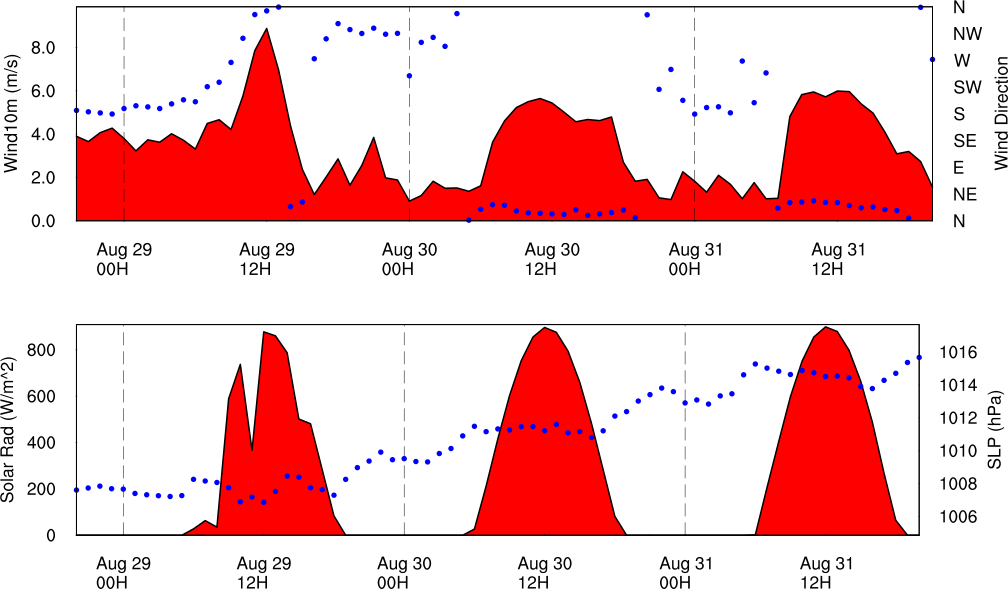 N
8.0 NW
W
6.0 SW
S
4.0 SE
E
2.0 NE
0.0 N
Wind10m (m/s)
Wind Direction
Aug 29 Aug 29 Aug 30 Aug 30 Aug 31 Aug 31
00H 12H 00H 12H 00H 12H
800 1016
1014
600 1012
400 1010
200 1008
1006
0
Solar Rad (W/m^2)
SLP (hPa)
Aug 29 Aug 29 Aug 30 Aug 30 Aug 31 Aug 31
00H 12H 00H 12H 00H 12H